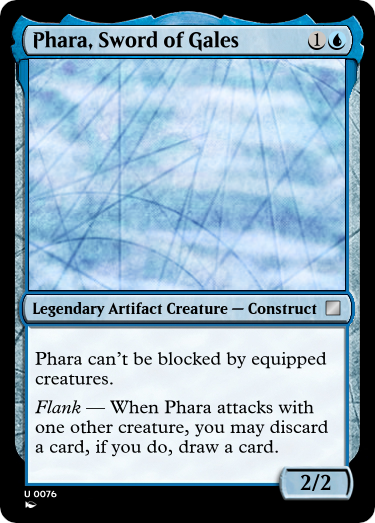 Phara, Sword of Gales 1
Legendary Artifact Creature — Construct
Phara can't be blocked by equipped
creatures.
Flank — When Phara attacks with
one other creature, you may discard
a card, if you do, draw a card.
2/2
U 0076